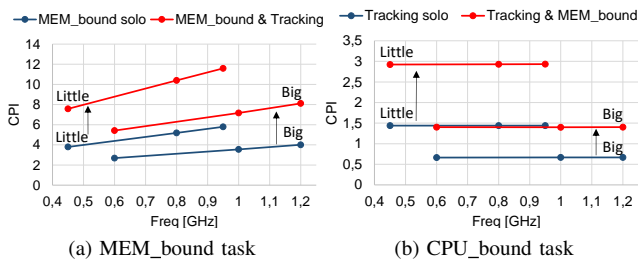 MEM_bound solo MEM_bound & Tracking
14
12
10
8
6
4
2
0
CPI
Little
Little
Big
Big
0,4 0,5 0,6 0,7 0,8 0,9 1 1,1 1,2
Freq [GHz]
(a) MEM_bound task
Tracking solo Tracking & MEM_bound
3,5
3
2,5
2
1,5
1
0,5
0
CPI
Little
Little
Big
Big
0,4 0,5 0,6 0,7 0,8 0,9 1 1,1 1,2
Freq [GHz]
(b) CPU_bound task